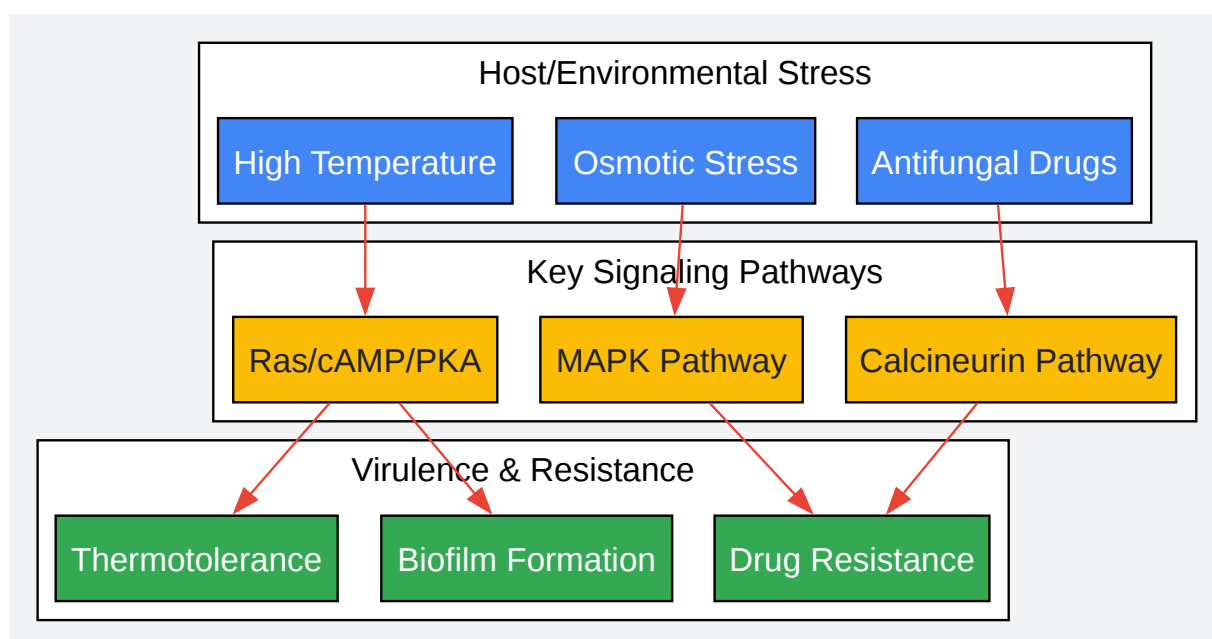 Host/Environmental Stress
High Temperature
Osmotic Stress
Antifungal Drugs
Key Signaling Pathways
Ras/cAMP/PKA
MAPK Pathway
Calcineurin Pathway
Virulence & Resistance
Thermotolerance
Biofilm Formation
Drug Resistance